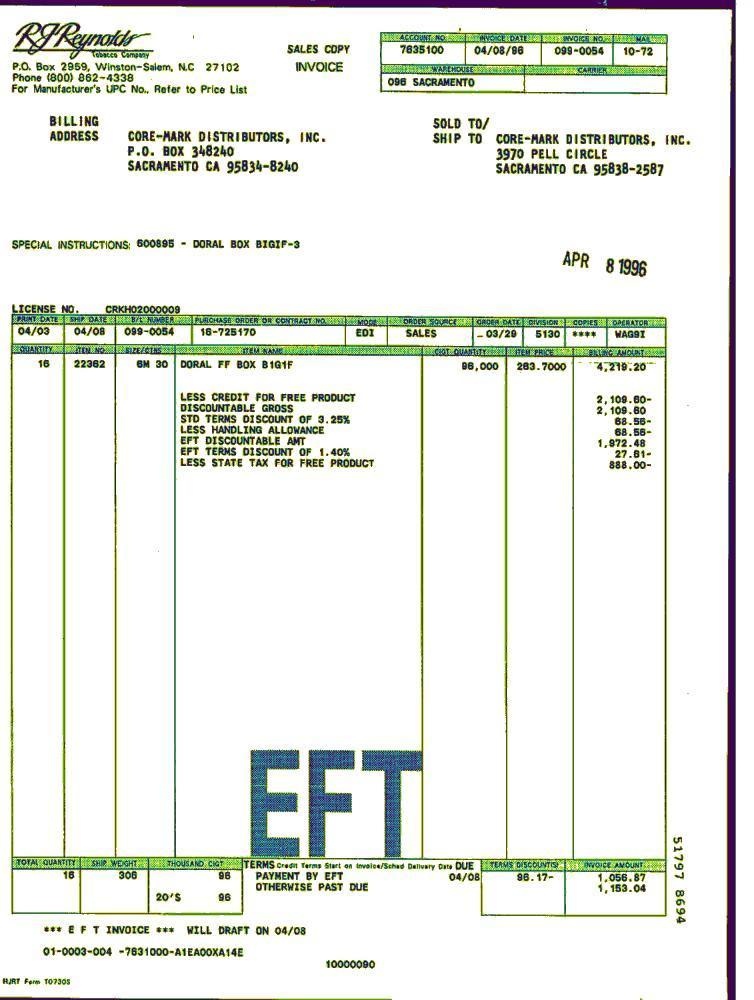 RJReynolds
Tobacco Company
P.O. Box 2959, Winston-Salem, N.C 27102
Phone (800) 862-4338
For Manufacturer's UPC No., Refer to Price List
SALES COPY
INVOICE
ACCOUNT NO. INVOICE DATE INVOICE NO. MAIL
7635100 04/08/96 099-0054 10-72
WAREHOUSE CARRIER
096 SACRAMENTO
BILLING
ADDRESS CORE-MARK DISTRIBUTORS, INC.
P.O. BOX 348240
SACRAMENTO CA 95834-8240
SOLD TO/
SHIP TO CORE-MARK DISTRIBUTORS, INC.
3970 PELL CIRCLE
SACRAMENTO CA 95838-2587
SPECIAL INSTRUCTIONS: 600895 - DORAL BOX BIGIF-3
APR 8 1996
LICENSE NO. CRKH02000009
PRINT DATE SHIP DATE B/L NUMBER PURCHASE ORDER OR CONTRACT NO. MODE ORDER SOURCE ORDER DATE DIVISION COPIES OPERATOR
04/03 04/08 099-0054 16-725170 EDI SALES 03/29 5130 **** WAG9I
QUANTITY ITEM NO. SIZE/CTNS ITEM NAME CIGT QUANTITY ITEM PRICE BILLING AMOUNT
16 22362 6M 30 DORAL FF BOX B1G1F 96,000 263.7000 4,219.20
LESS CREDIT FOR FREE PRODUCT 2,109.60-
DISCOUNTABLE GROSS 2,109.60
STD TERMS DISCOUNT OF 3.25% 68.56-
LESS HANDLING ALLOWANCE 68.56-
EFT DISCOUNTABLE AMT 1,972.48
EFT TERMS DISCOUNT OF 1.40% 27.61-
LESS STATE TAX FOR FREE PRODUCT 888.00-
EFT
TOTAL QUANTITY SHIP WEIGHT THOUSAND CIGT TERMS Credit Terms Start on Invoice/Sched Delivery Date DUE TERMS DISCOUNT(S) INVOICE AMOUNT
16 306 96 PAYMENT BY EFT 04/08 96.17- 1,056.87
OTHERWISE PAST DUE 1,153.04
20'S 96
51797 8694
*** E F T INVOICE *** WILL DRAFT ON 04/08
01-0003-004 -7631000-A1EA00XA14E
10000090
RJRT Form T07305